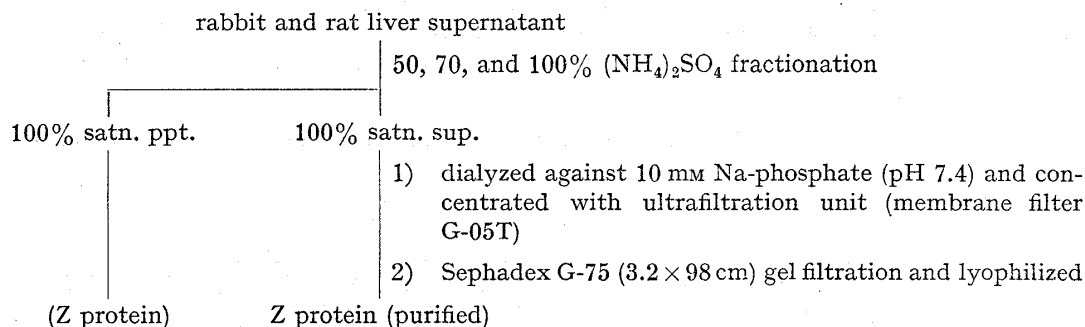 rabbit and rat liver supernatant
50, 70, and 100% (NH₄)₂SO₄ fractionation
100% satn. ppt. 100% satn. sup.
1) dialyzed against 10 mM Na-phosphate (pH 7.4) and con-
centrated with ultrafiltration unit (membrane filter
G-05T)
2) Sephadex G-75 (3.2 × 98 cm) gel filtration and lyophilized
(Z protein) Z protein (purified)